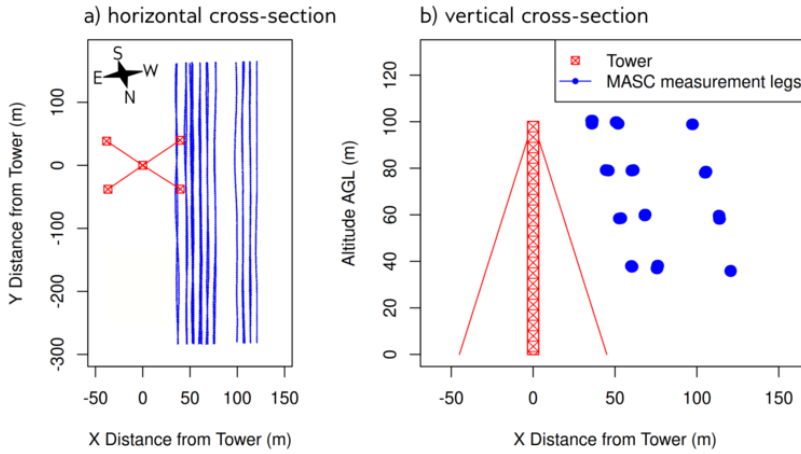 a) horizontal cross-section
S
E W
N
Y Distance from Tower (m)
100
0
-100
-200
-300
-50 0 50 100 150
X Distance from Tower (m)
b) vertical cross-section
Tower
MASC measurement legs
Altitude AGL (m)
120
100
80
60
40
20
0
-50 0 50 100 150
X Distance from Tower (m)